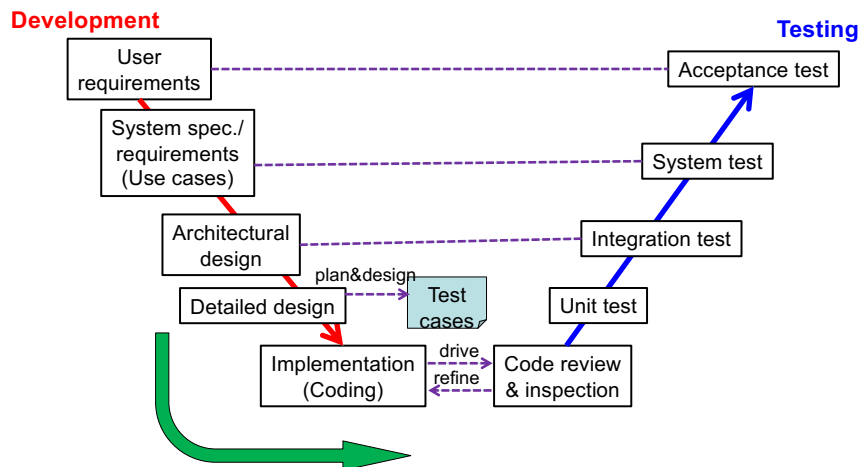 Development
Testing
User
requirements
Acceptance test
System spec./
requirements
(Use cases)
System test
Architectural
design
Integration test
plan&design
Detailed design
Test
cases
Unit test
Implementation
(Coding)
drive
refine
Code review
& inspection